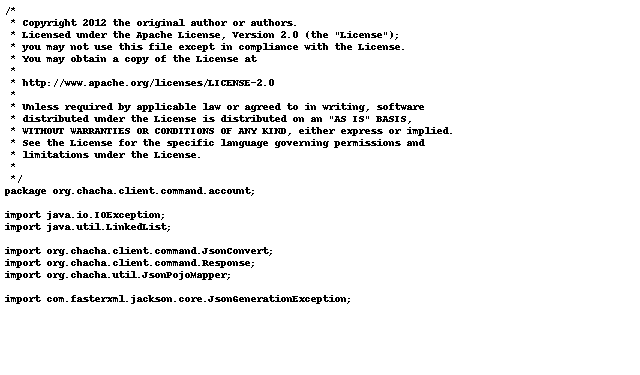 /*
 * Copyright 2012 the original author or authors.
 * Licensed under the Apache License, Version 2.0 (the "License");
 * you may not use this file except in compliance with the License.
 * You may obtain a copy of the License at
 *
 * http://www.apache.org/licenses/LICENSE-2.0
 *
 * Unless required by applicable law or agreed to in writing, software
 * distributed under the License is distributed on an "AS IS" BASIS,
 * WITHOUT WARRANTIES OR CONDITIONS OF ANY KIND, either express or implied.
 * See the License for the specific language governing permissions and
 * limitations under the License.
 *
 */
package org.chacha.client.command.account;

import java.io.IOException;
import java.util.LinkedList;

import org.chacha.client.command.JsonConvert;
import org.chacha.client.command.Response;
import org.chacha.util.JsonPojoMapper;

import com.fasterxml.jackson.core.JsonGenerationException;